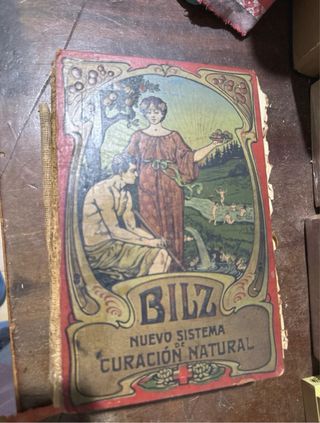 BILZ
NUEVO SISTEMA
DE
CURACIÓN NATURAL